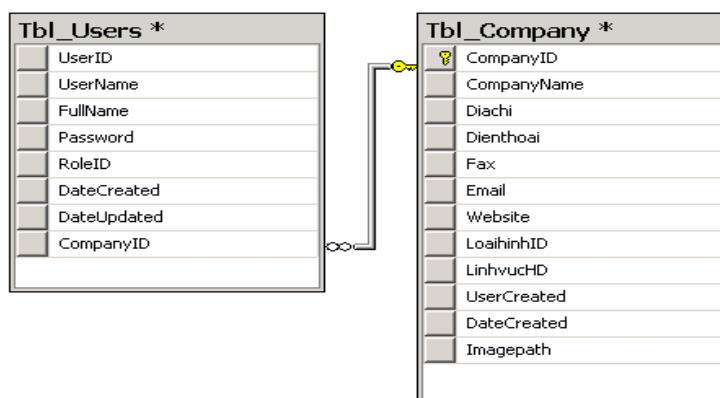 Tbl_Users *
UserID
UserName
FullName
Password
RoleID
DateCreated
DateUpdated
CompanyID
Tbl_Company *
CompanyID
CompanyName
Diachi
Dienthoai
Fax
Email
Website
LoaihinhID
LinhvucHD
UserCreated
DateCreated
Imagepath